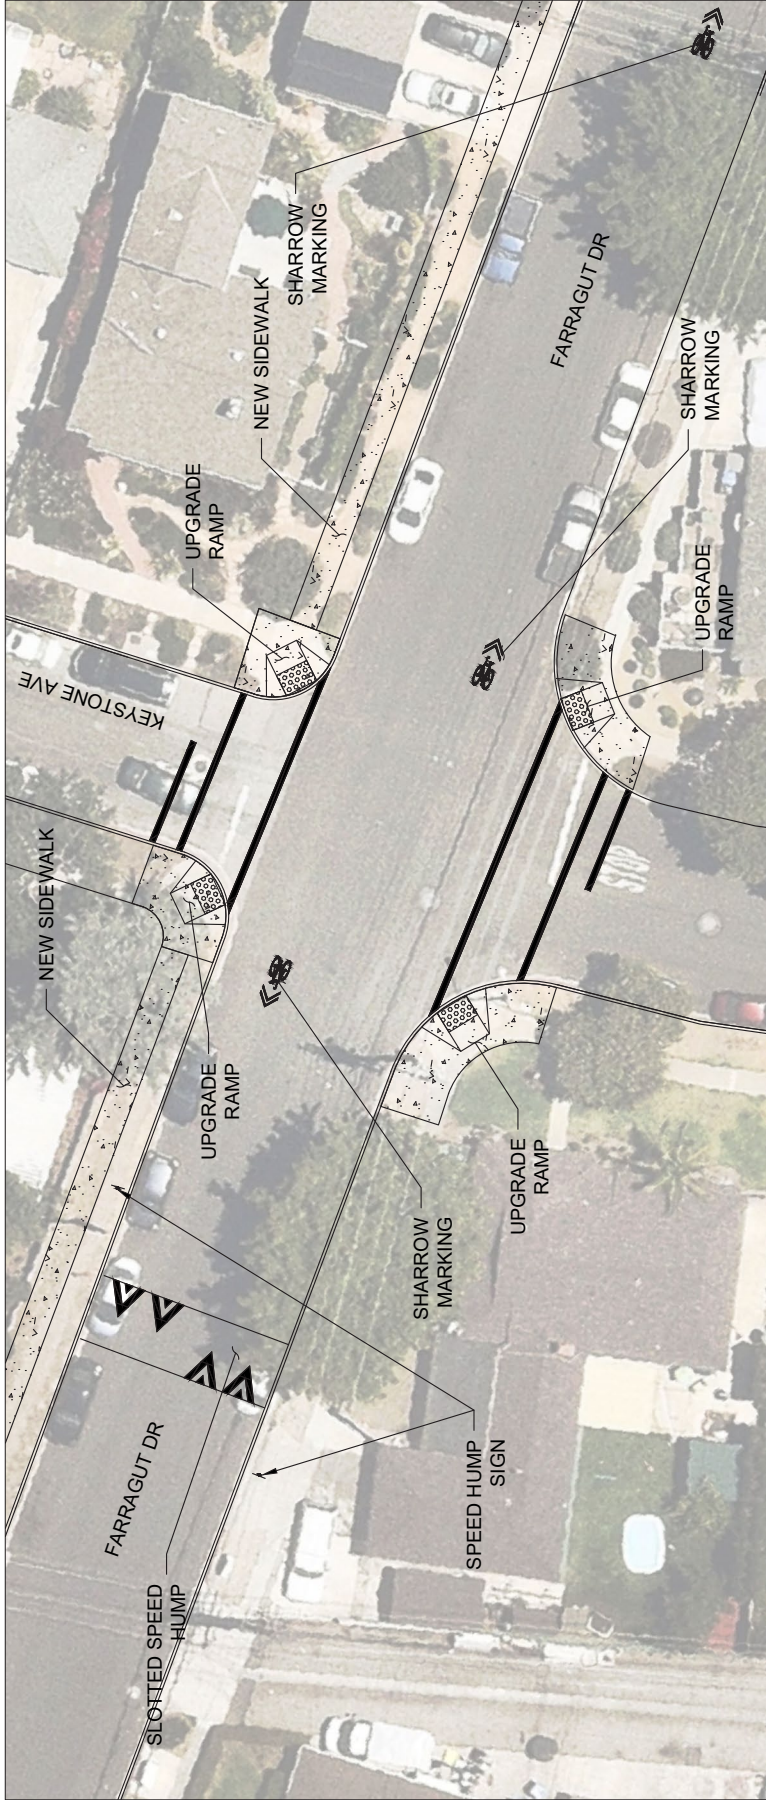 SLOTTED SPEED
HUMP
FARRAGUT DR
SPEED HUMP
SIGN
SHARROW
MARKING
UPGRADE
RAMP
UPGRADE
RAMP
NEW SIDEWALK
KEYSTONE AVE
UPGRADE
RAMP
NEW SIDEWALK
SHARROW
MARKING
UPGRADE
RAMP
SHARROW
MARKING
FARRAGUT DR